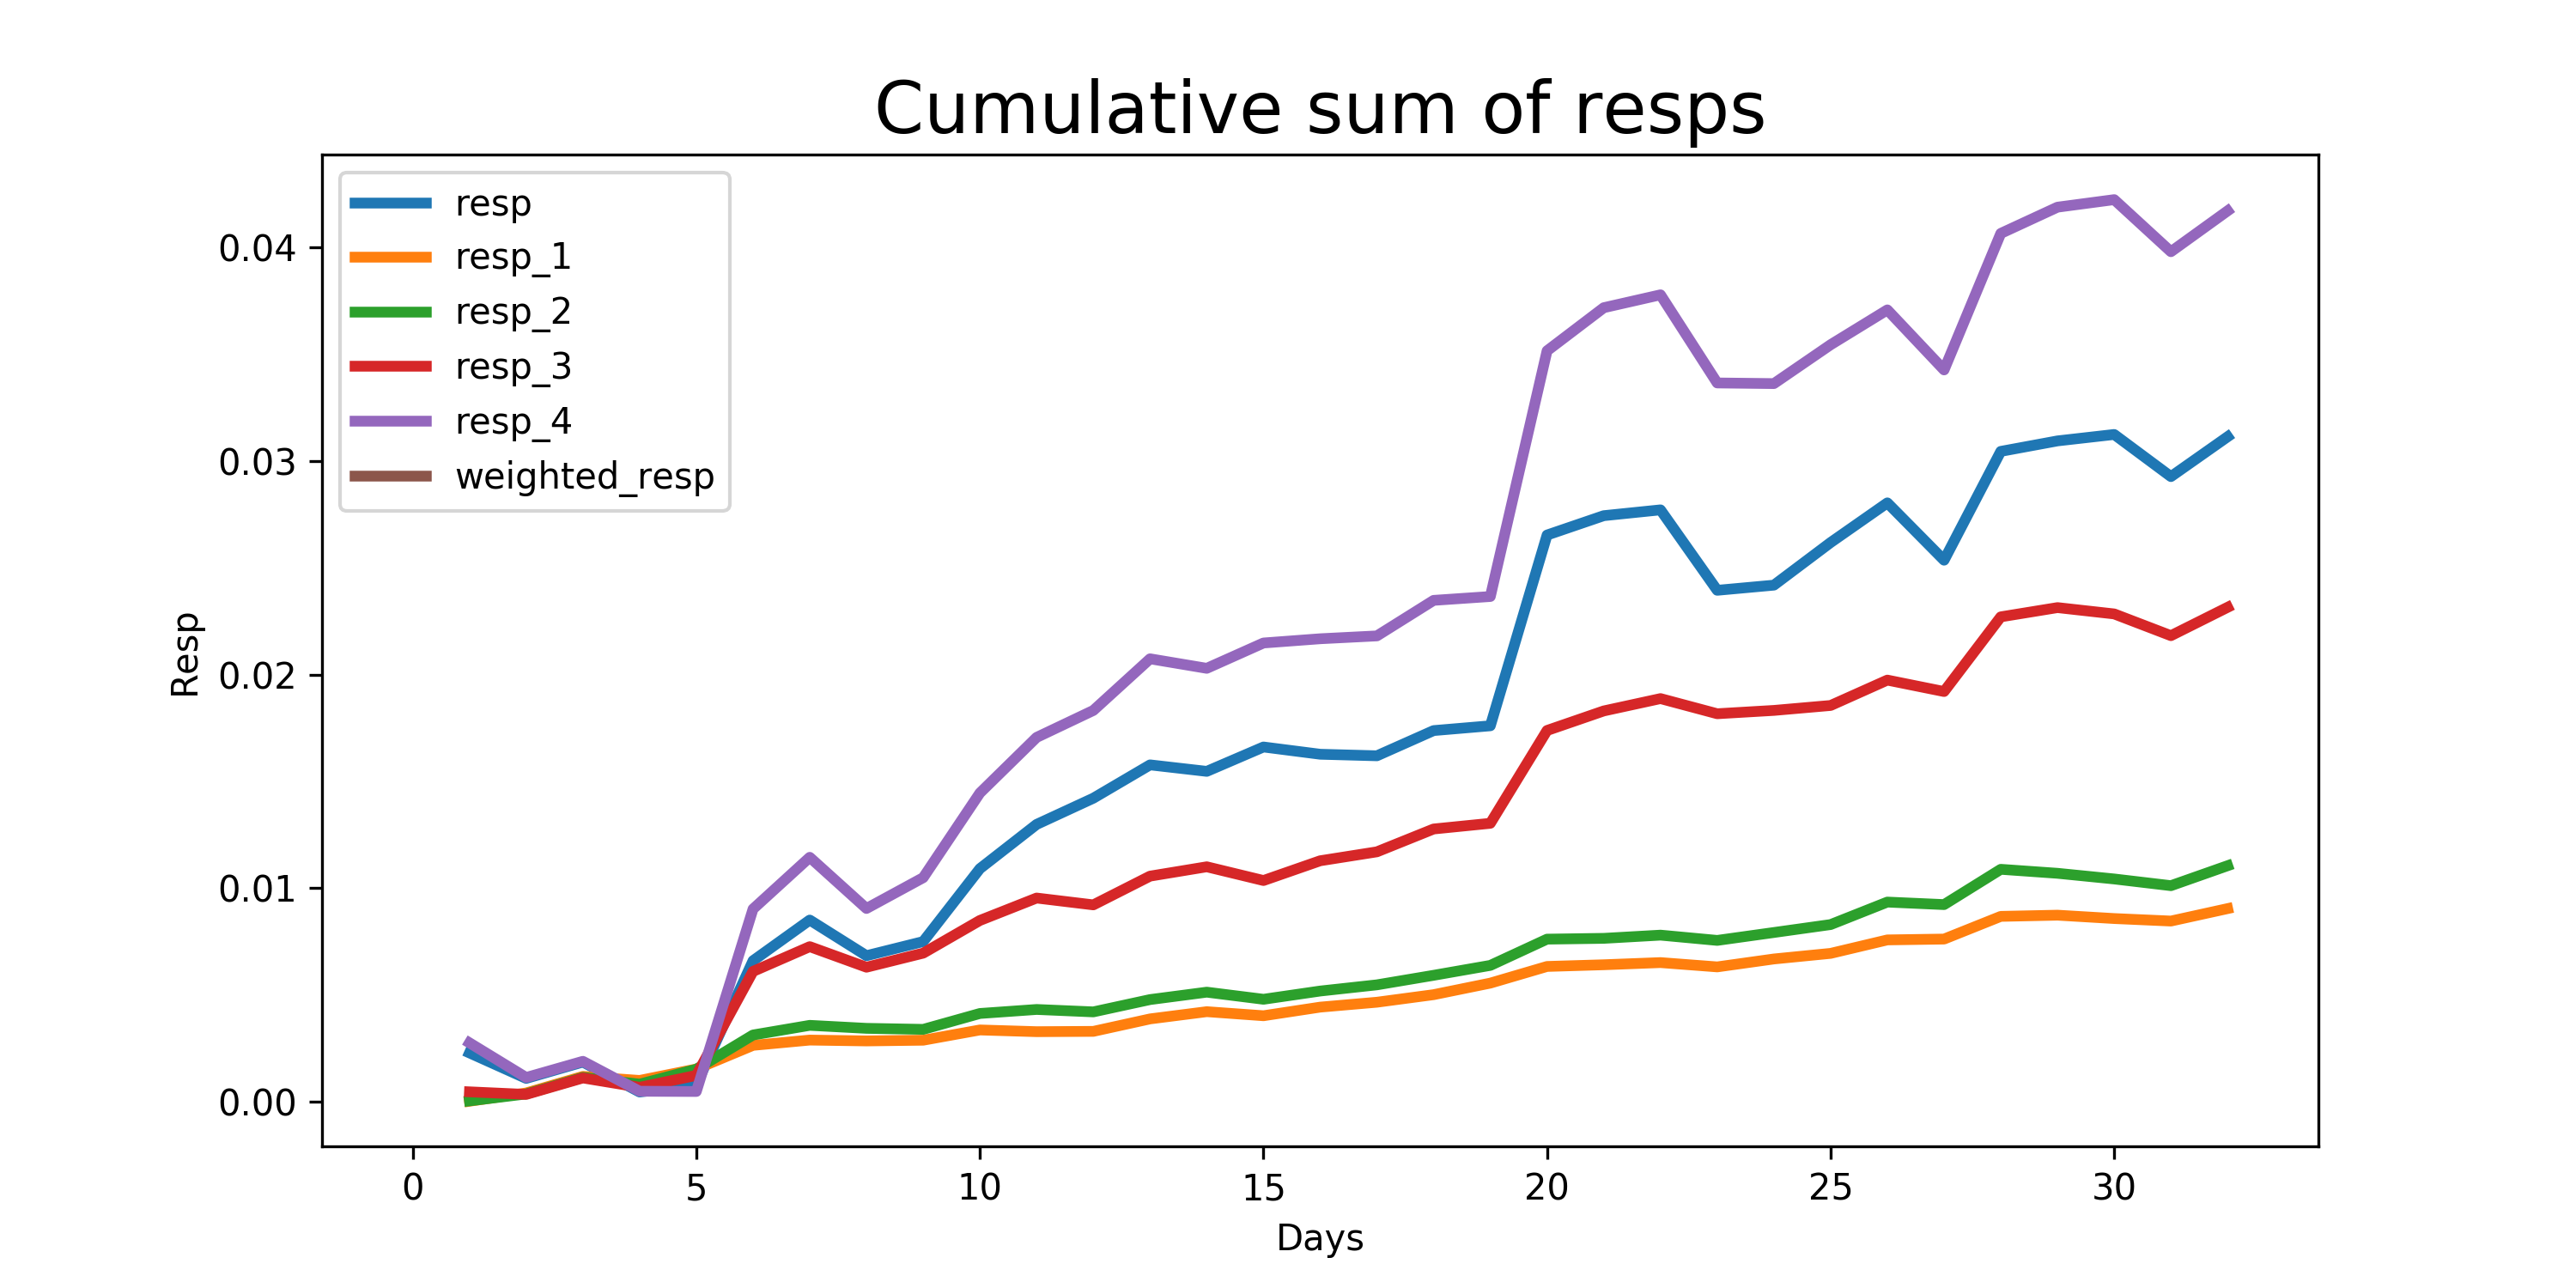 Cumulative sum of resps
resp
resp_1
resp_2
resp_3
resp_4
weighted_resp
0.04
0.03
0.02
0.01
0.00
Resp
0 5 10 15 20 25 30
Days